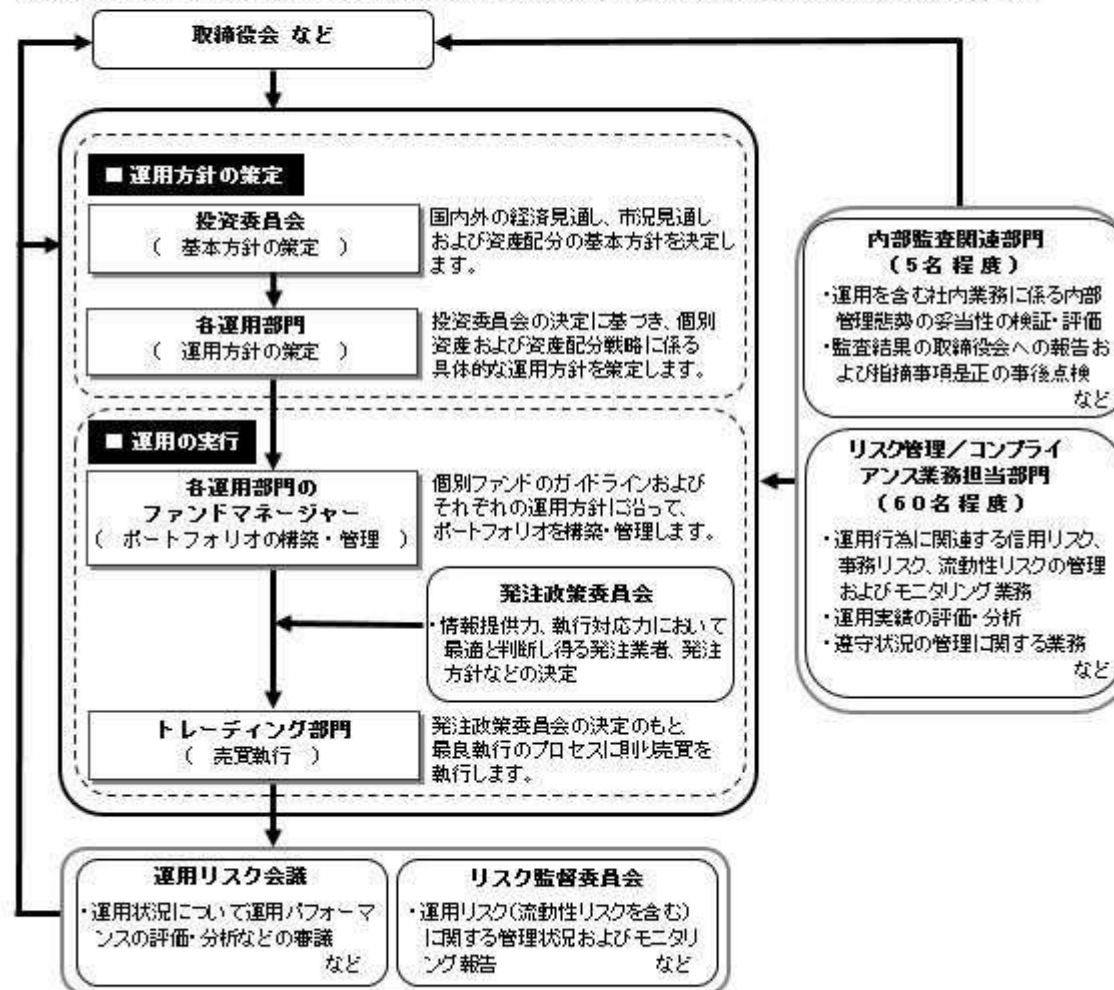 取締役会 など
■ 運用方針の策定
投資委員会
( 基本方針の策定 )
国内外の経済見通し、市況見通し
および資産配分の基本方針を決定し
ます。
各運用部門
( 運用方針の策定 )
投資委員会の決定に基づき、個別
資産および資産配分戦略に係る
具体的な運用方針を策定します。
■ 運用の実行
各運用部門の
ファンドマネージャー
( ポートフォリオの構築・管理 )
個別ファンドのガイドラインおよび
それぞれの運用方針に沿って、
ポートフォリオを構築・管理します。
発注政策委員会
・情報提供力、執行対応力において
最適と判断し得る発注業者、発注
方針などの決定
トレーディング部門
( 売買執行 )
発注政策委員会の決定のもと
最良執行のプロセスに則り売買を
執行します。
内部監査関連部門
(5名程度)
・運用を含む社内業務に係る内部
管理態勢の妥当性の検証・評価
・監査結果の取締役会への報告お
よび指摘事項是正の事後点検
など
リスク管理/コンプライ
アンス業務担当部門
(60名程度)
・運用行為に関連する信用リスク、
事務リスク、流動性リスクの管理
およびモニタリング業務
・運用実績の評価・分析
・遵守状況の管理に関する業務
など
運用リスク会議
・運用状況について運用パフォーマ
ンスの評価・分析などの審議
など
リスク監督委員会
・運用リスク(流動性リスクを含む)
に関する管理状況およびモニタリ
ング報告 など